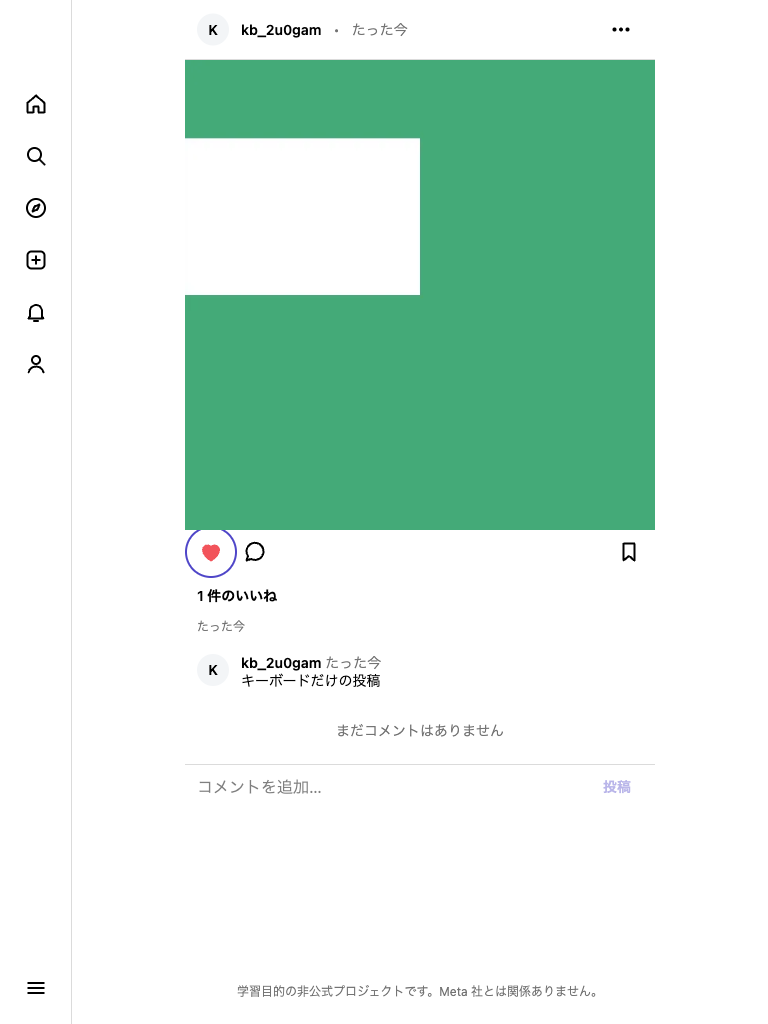 K kb_2u0gam • たった今
1 件のいいね
たった今
K kb_2u0gam たった今
キーボードだけの投稿
まだコメントはありません
コメントを追加... 投稿
学習目的の非公式プロジェクトです。Meta 社とは関係ありません。